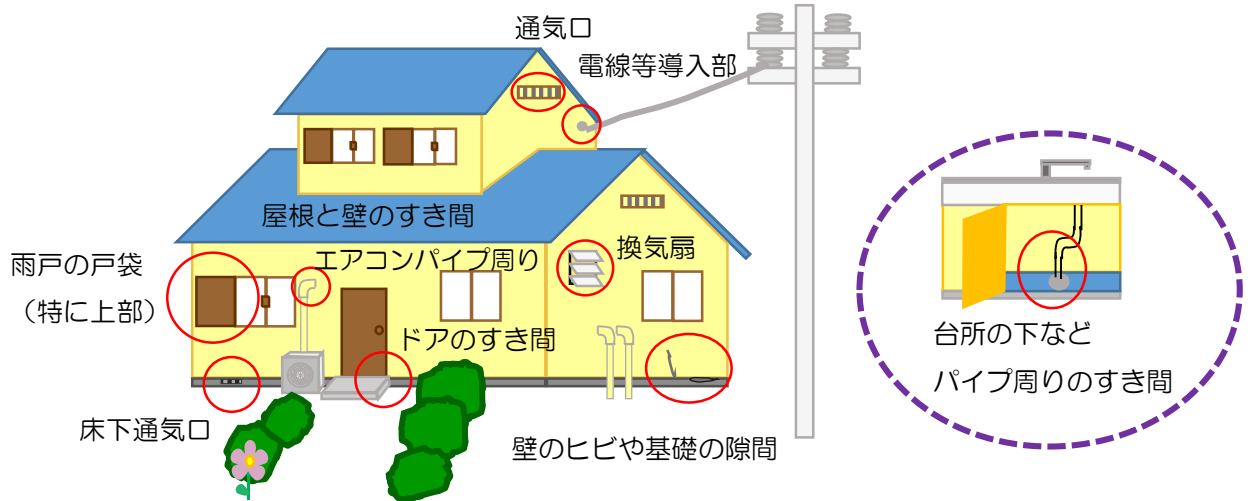 通気口
電線等導入部
屋根と壁のすき間
雨戸の戸袋
（特に上部）
エアコンパイプ周り
換気扇
ドアのすき間
床下通気口
壁のヒビや基礎の隙間
台所の下など
パイプ周りのすき間